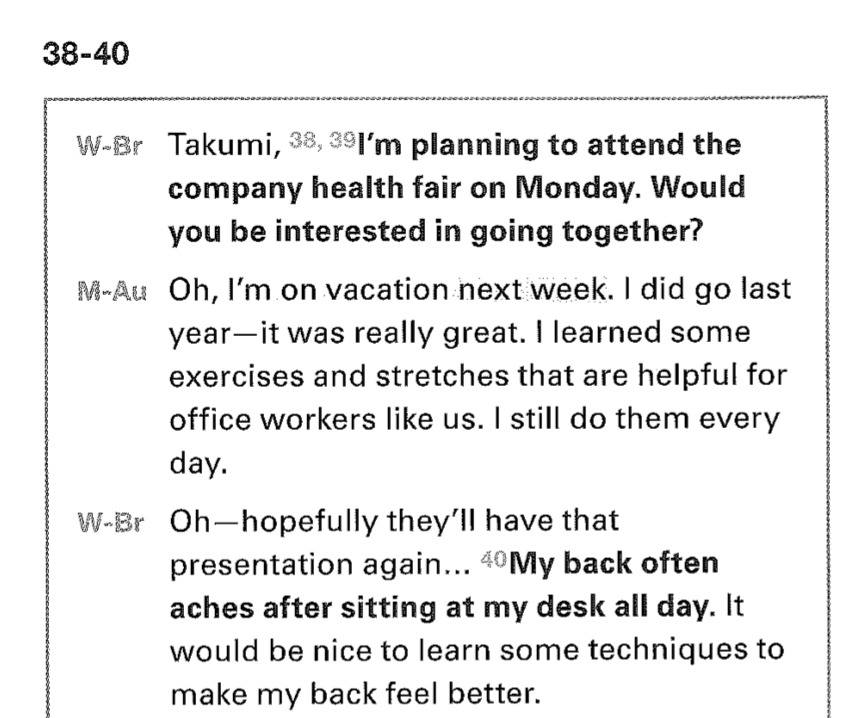 38-40
W-Br Takumi, 38, 39I'm planning to attend the
company health fair on Monday. Would
you be interested in going together?
M-Au Oh, I'm on vacation next week. I did go last
year—it was really great. I learned some
exercises and stretches that are helpful for
office workers like us. I still do them every
day.
W-Br Oh—hopefully they'll have that
presentation again... 40My back often
aches after sitting at my desk all day. It
would be nice to learn some techniques to
make my back feel better.